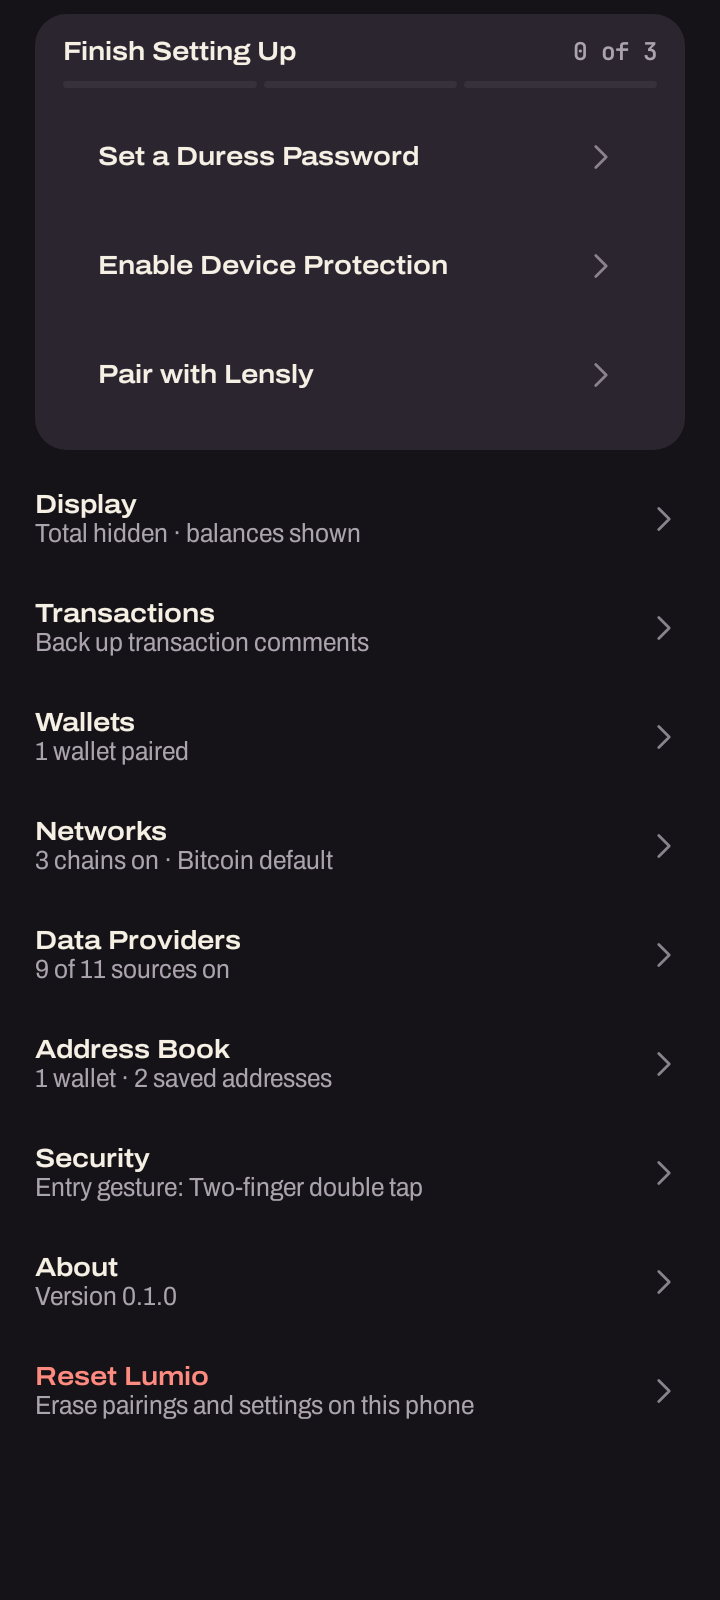 Finish Setting Up
0 of 3
Set a Duress Password
Enable Device Protection
Pair with Lensly
Display
Total hidden · balances shown
Transactions
Back up transaction comments
Wallets
1 wallet paired
Networks
3 chains on · Bitcoin default
Data Providers
9 of 11 sources on
Address Book
1 wallet · 2 saved addresses
Security
Entry gesture: Two-finger double tap
About
Version 0.1.0
Reset Lumio
Erase pairings and settings on this phone